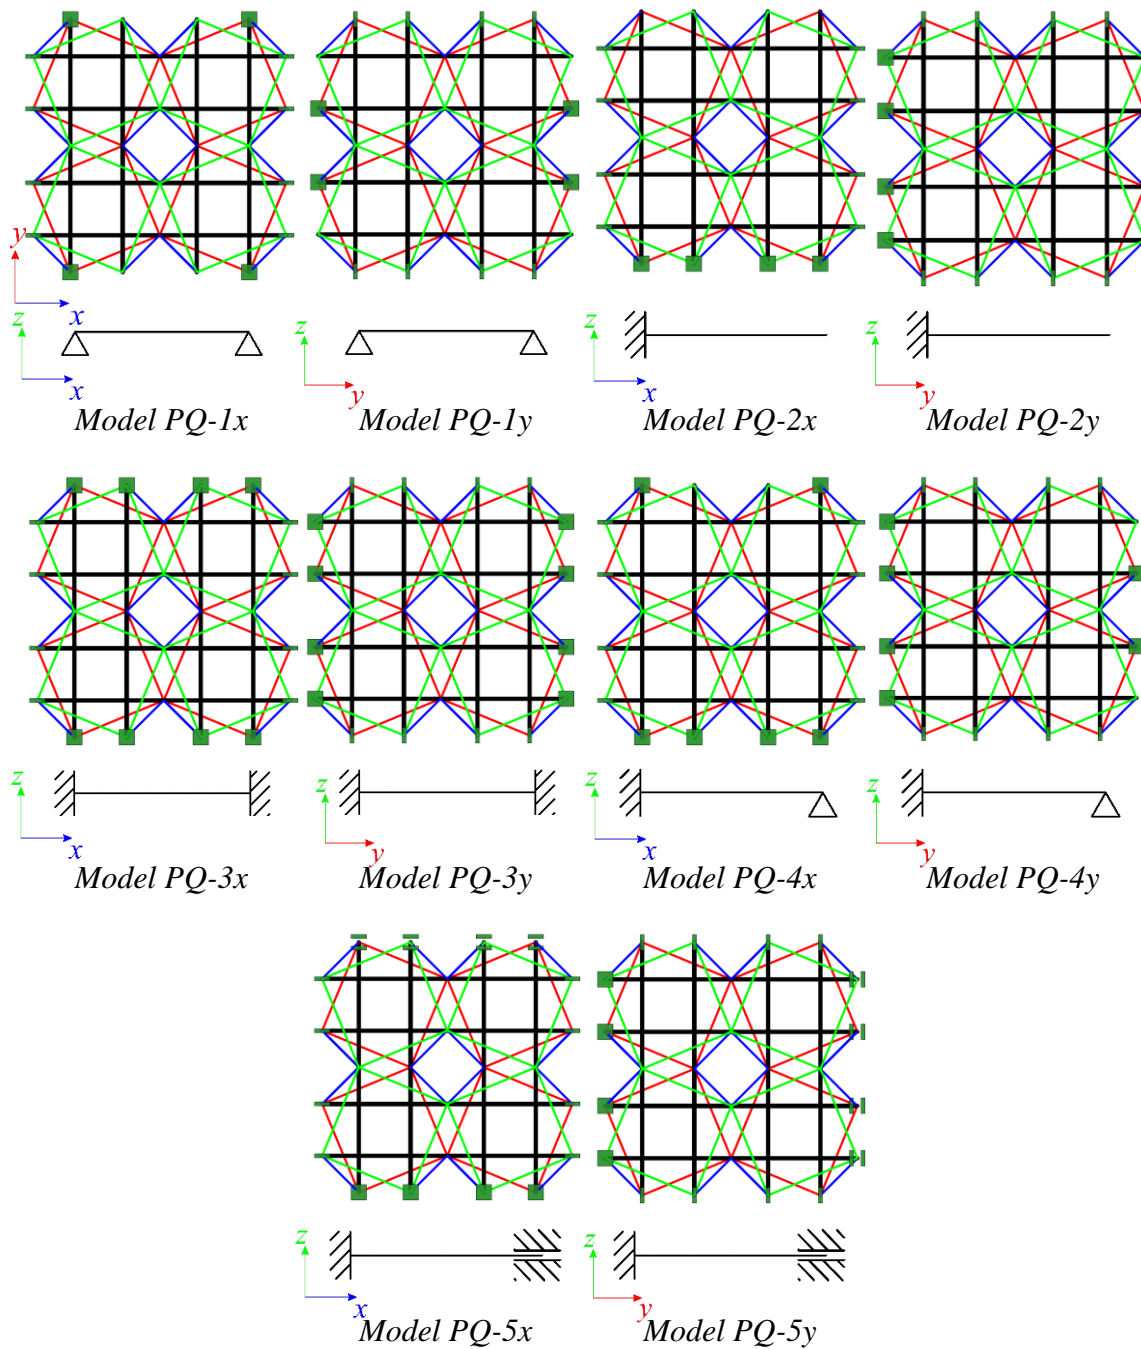 y
x
z
x
Model PQ-1x
z
y
Model PQ-1y
z
x
Model PQ-2x
z
y
Model PQ-2y
z
x
Model PQ-3x
z
y
Model PQ-3y
z
x
Model PQ-4x
z
y
Model PQ-4y
z
x
Model PQ-5x
z
y
Model PQ-5y